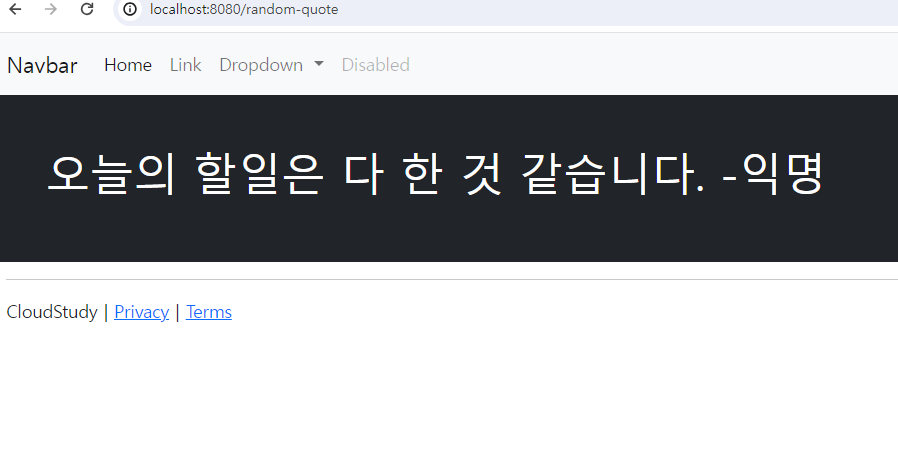 localhost:8080/random-quote
Navbar Home Link Dropdown Disabled
오늘의 할일은 다 한 것 같습니다. -익명
CloudStudy | Privacy | Terms